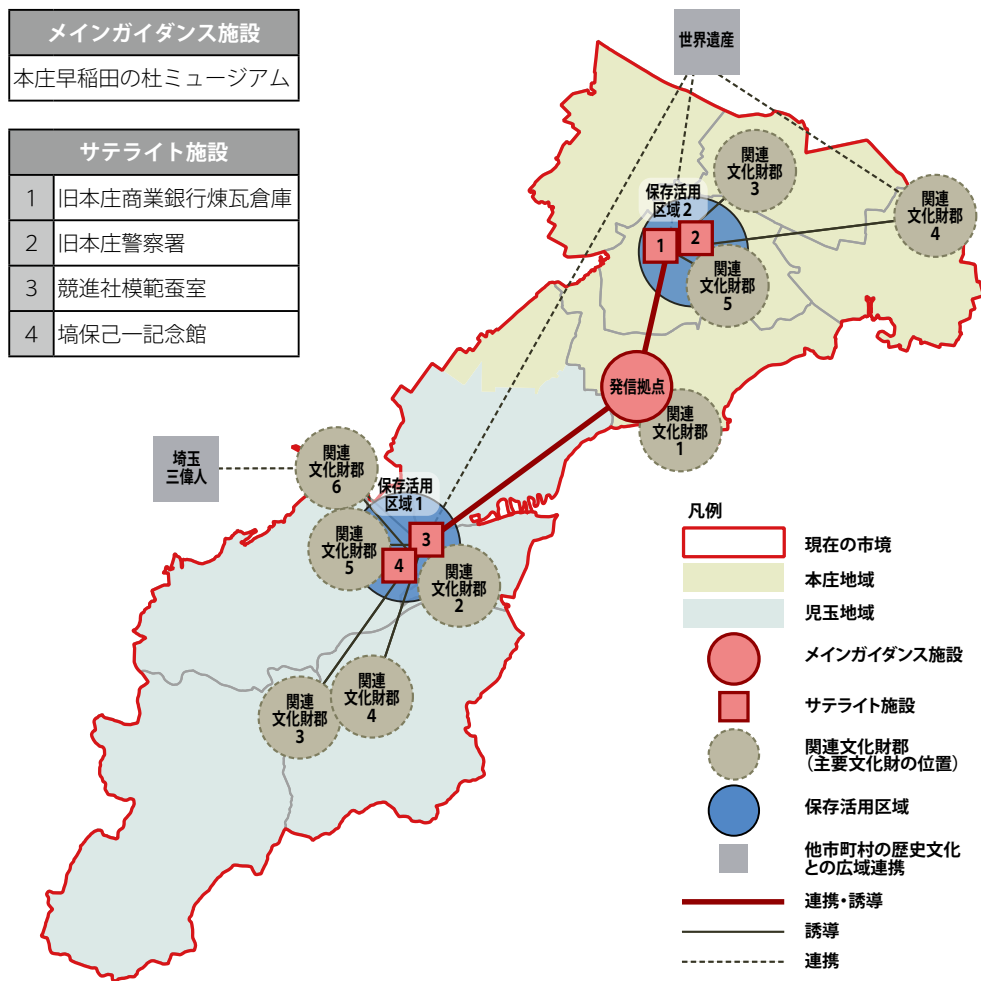 メインガイダンス施設
本庄早稲田の杜ミュージアム
サテライト施設
1 旧本庄商業銀行煉瓦倉庫
2 旧本庄警察署
3 競進社模範蚕室
4 塙保己一記念館
世界遺産
関連
文化財郡
3
保存活用
区域 2
関連
文化財郡
4
1
2
関連
文化財郡
5
発信拠点
関連
文化財郡
1
埼玉
三偉人
関連
文化財郡
6
保存活用
区域 1
関連
文化財郡
5
3
4
関連
文化財郡
2
関連
文化財郡
4
関連
文化財郡
3
凡例
現在の市境
本庄地域
児玉地域
メインガイダンス施設
サテライト施設
関連文化財郡
（主要文化財の位置）
保存活用区域
他市町村の歴史文化
との広域連携
連携・誘導
誘導
連携